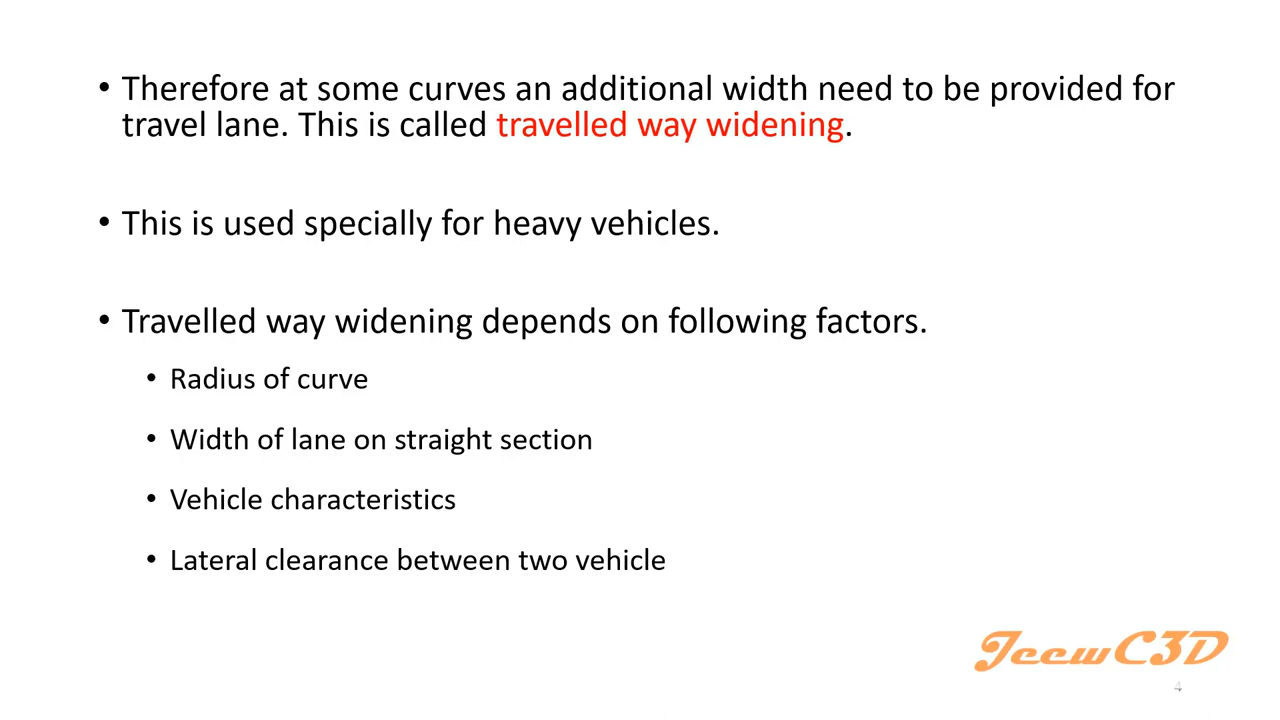 • Therefore at some curves an additional width need to be provided for
travel lane. This is called travelled way widening.
• This is used specially for heavy vehicles.
• Travelled way widening depends on following factors.
• Radius of curve
• Width of lane on straight section
• Vehicle characteristics
• Lateral clearance between two vehicle
JeewC3D
4